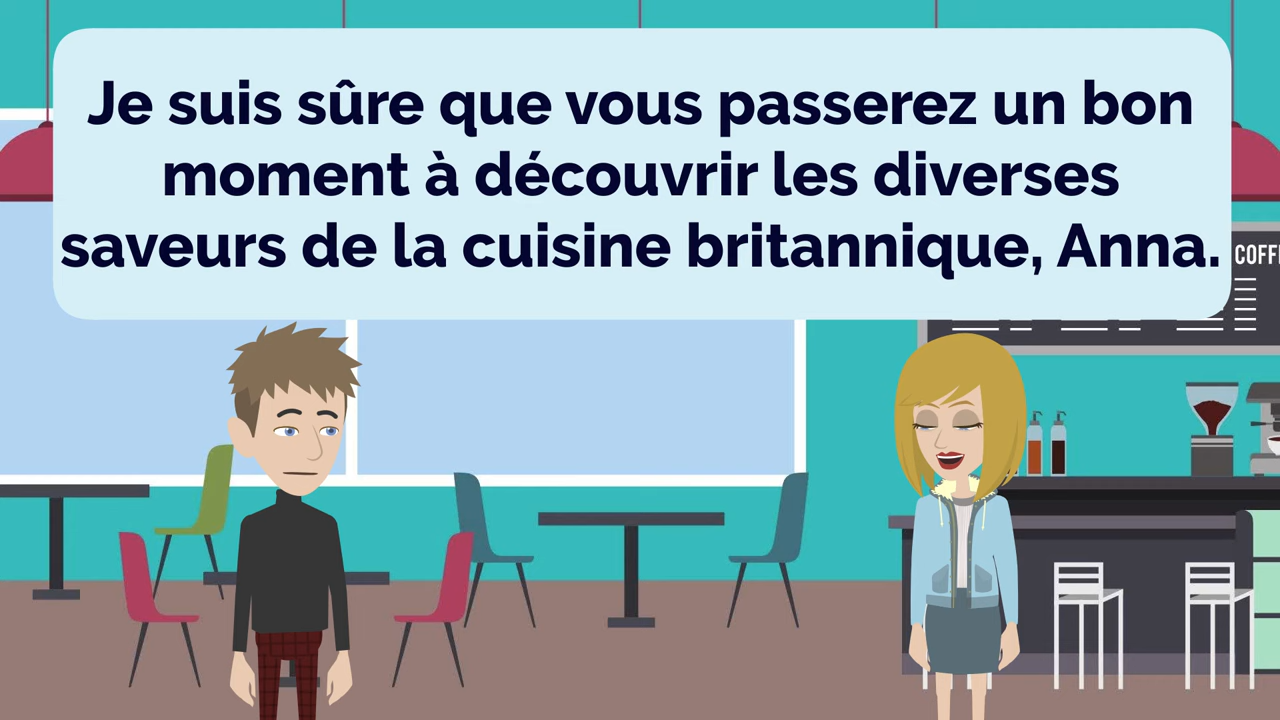 Je suis sûre que vous passerez un bon
moment à découvrir les diverses
saveurs de la cuisine britannique, Anna.